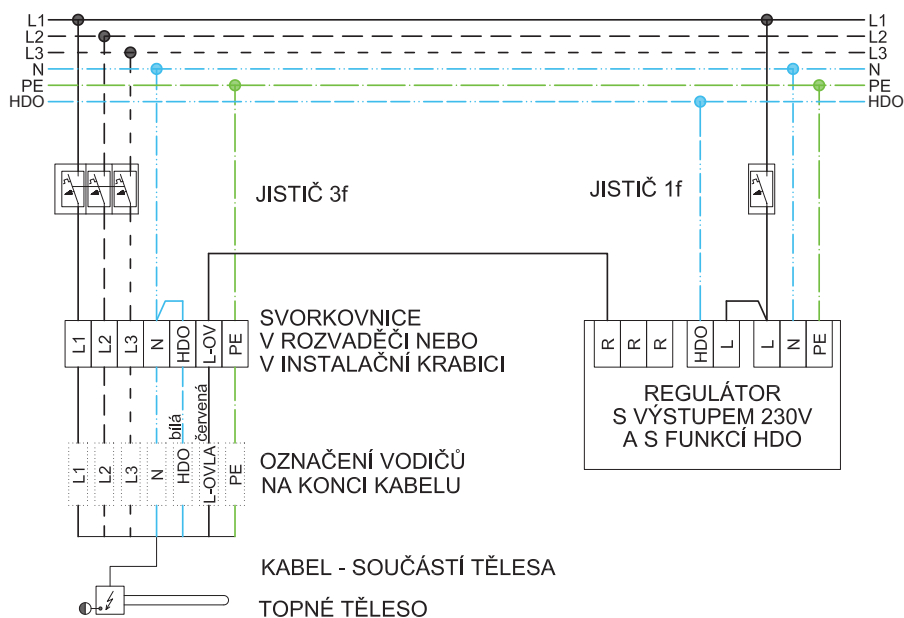 L1 L1
L2 L2
L3 L3
N N
PE PE
HDO HDO
JISTIČ 3f
JISTIČ 1f
SVORKOVNICE
V ROZVADĚČI NEBO
V INSTALAČNÍ KRABICI
L1 L2 L3 N HDO L-OV PE
R R R HDO L L N PE
REGULÁTOR
S VÝSTUPEM 230V
A S FUNKCÍ HDO
bílá
červená
L1 L2 L3 N HDO L-OVLA PE
OZNAČENÍ VODIČŮ
NA KONCI KABELU
KABEL - SOUČÁSTÍ TĚLESA
TOPNÉ TĚLESO